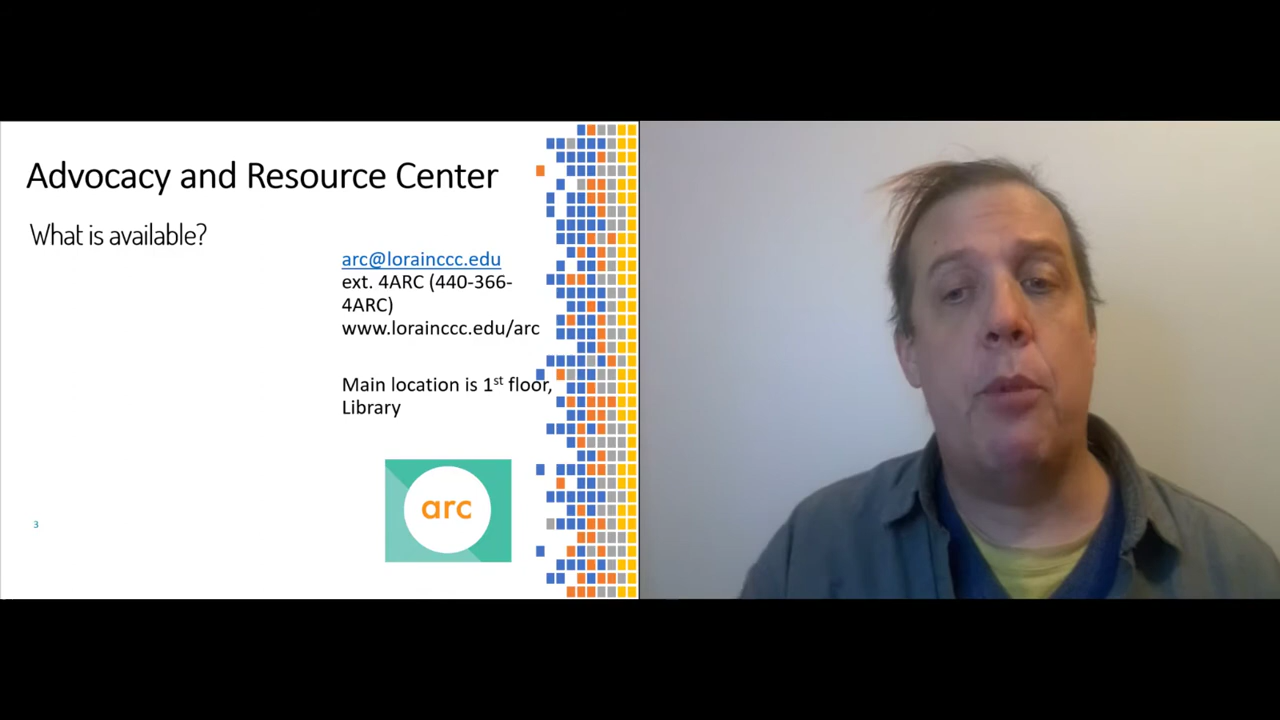 Advocacy and Resource Center
What is available?
arc@lorainccc.edu
ext. 4ARC (440-366-
4ARC)
www.lorainccc.edu/arc
Main location is 1st floor,
Library
arc
3